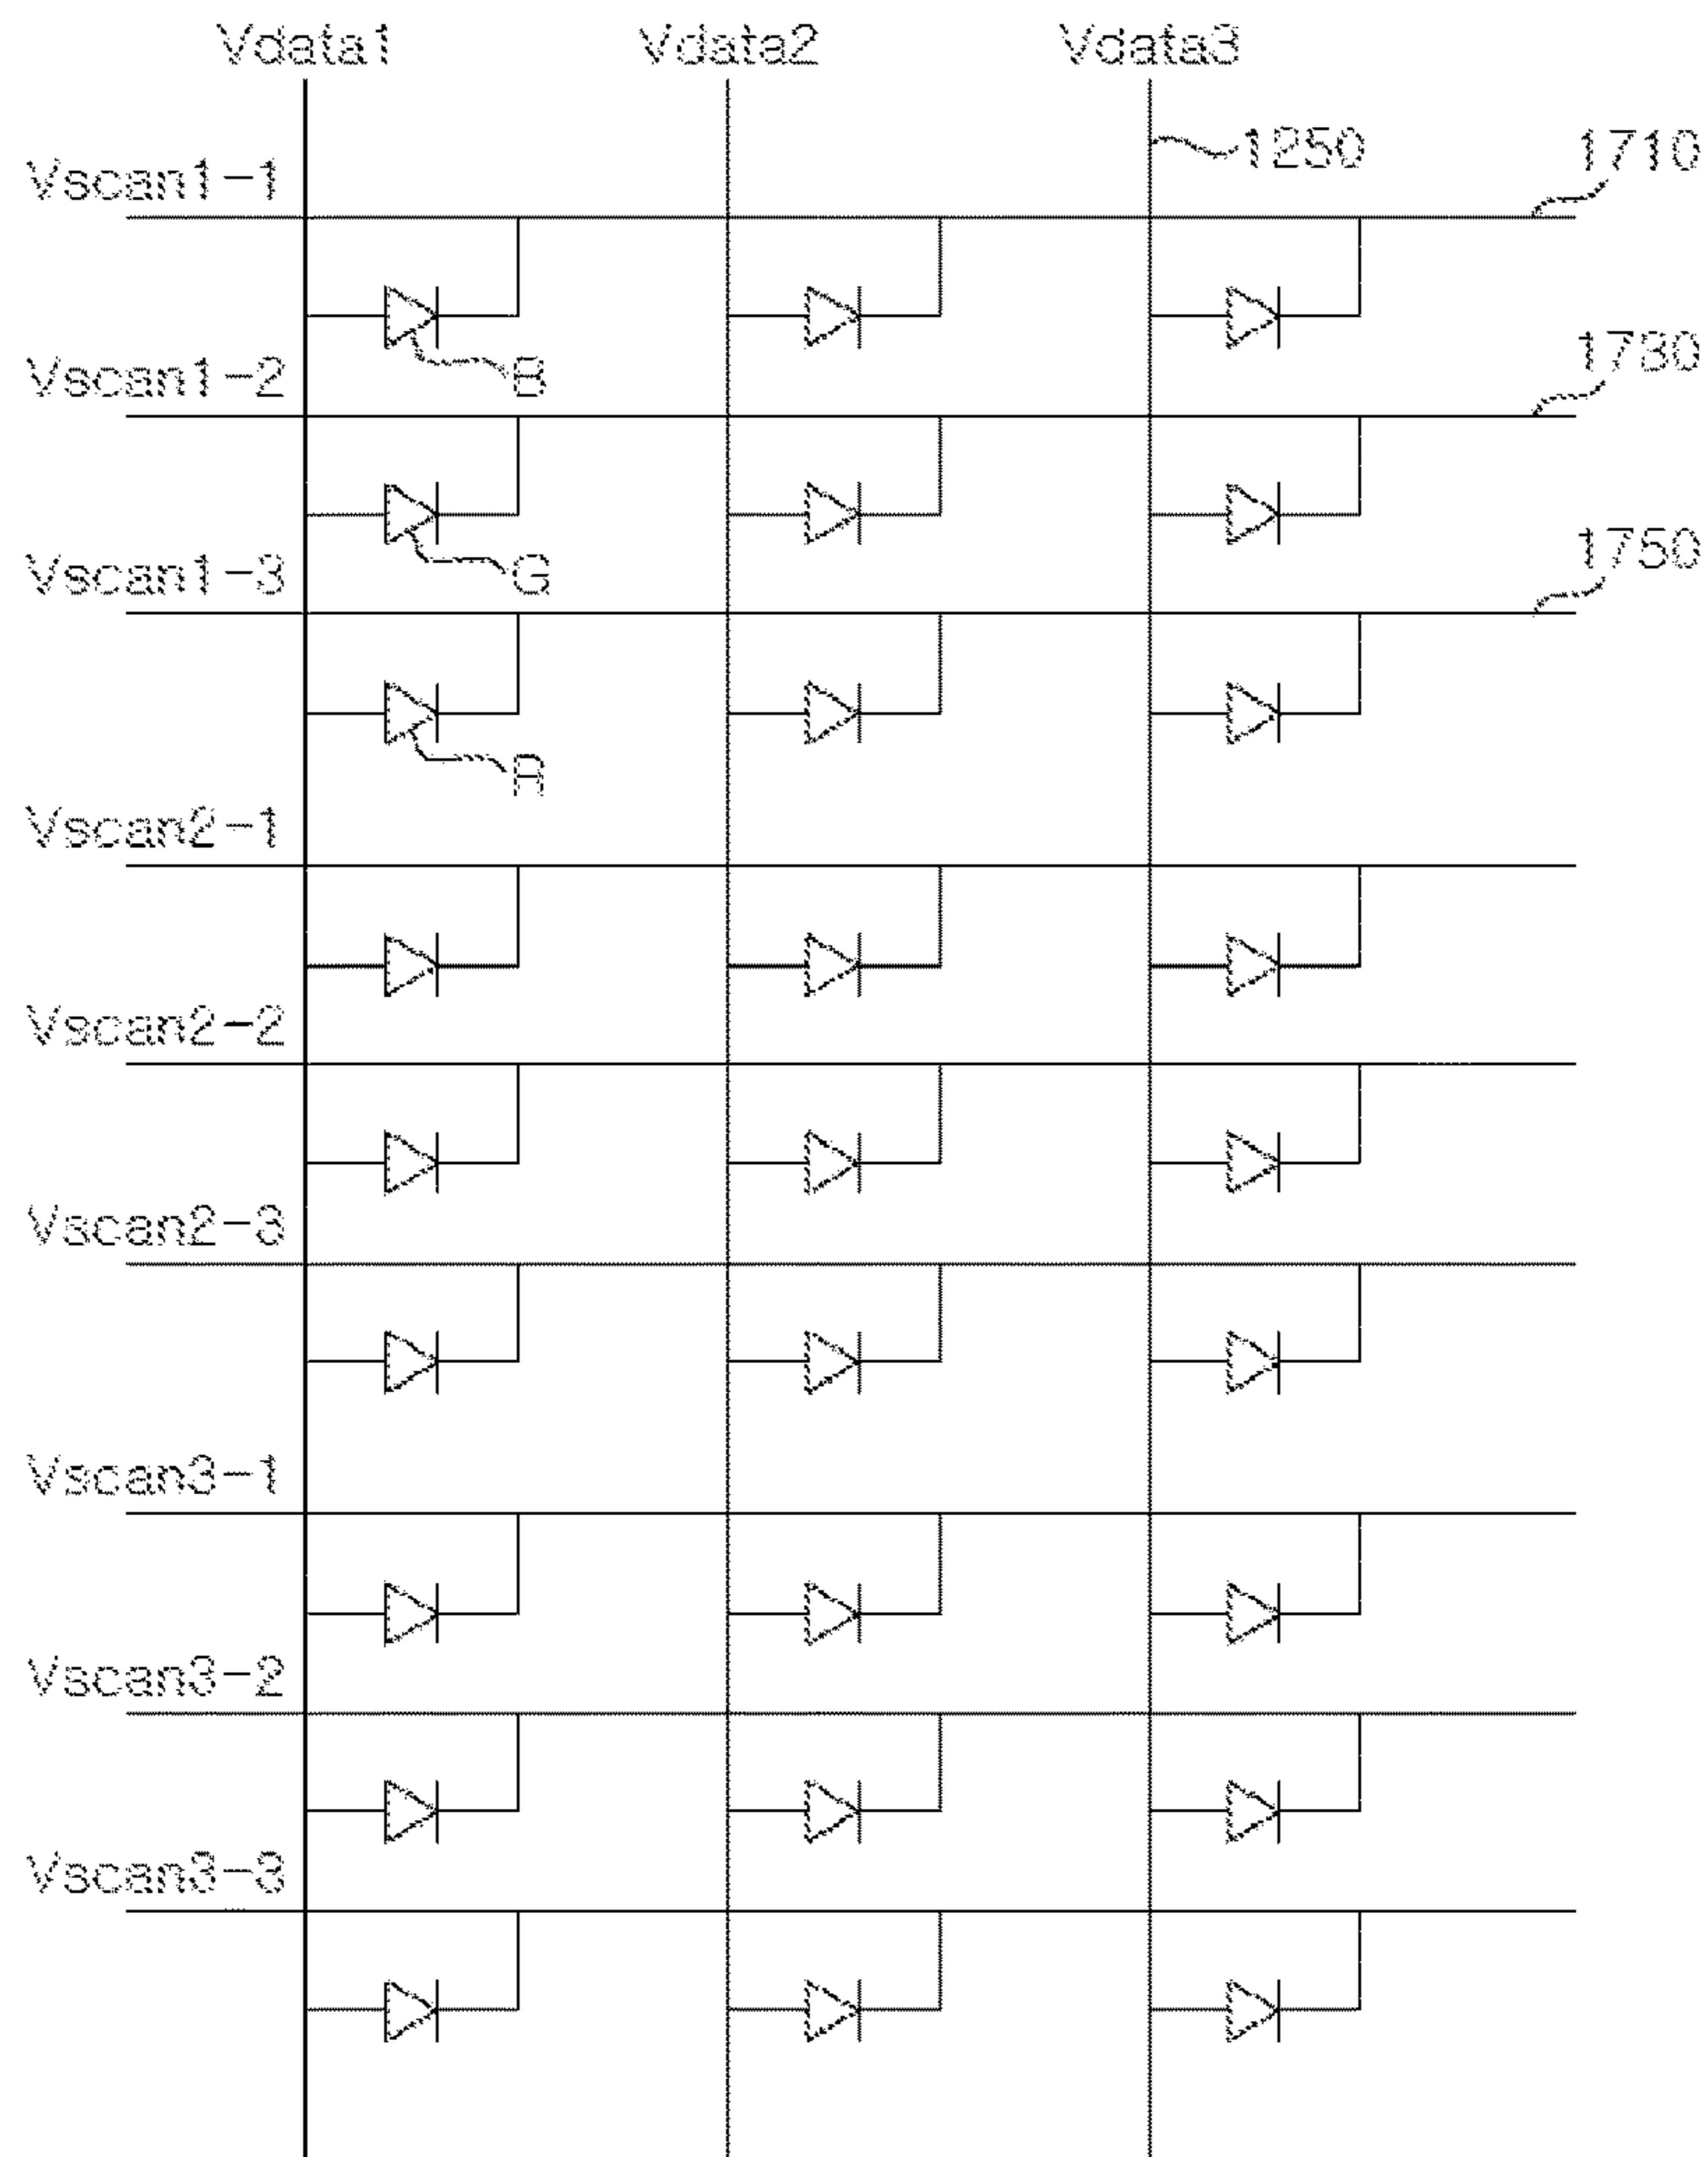 Vdata1 Vdata2 Vdata3
1250
1710
Vscan1-1
B
1730
Vscan1-2
G
1750
Vscan1-3
R
Vscan2-1
Vscan2-2
Vscan2-3
Vscan3-1
Vscan3-2
Vscan3-3